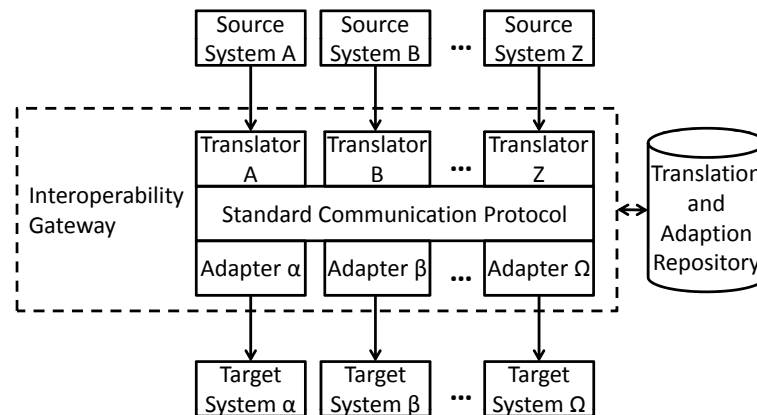 Source
System A
Source
System B
...
Source
System Z
Translator
A
Translator
B
...
Translator
Z
Interoperability
Gateway
Standard Communication Protocol
Adapter α
Adapter β
...
Adapter Ω
Translation
and
Adaption
Repository
Target
System α
Target
System β
...
Target
System Ω